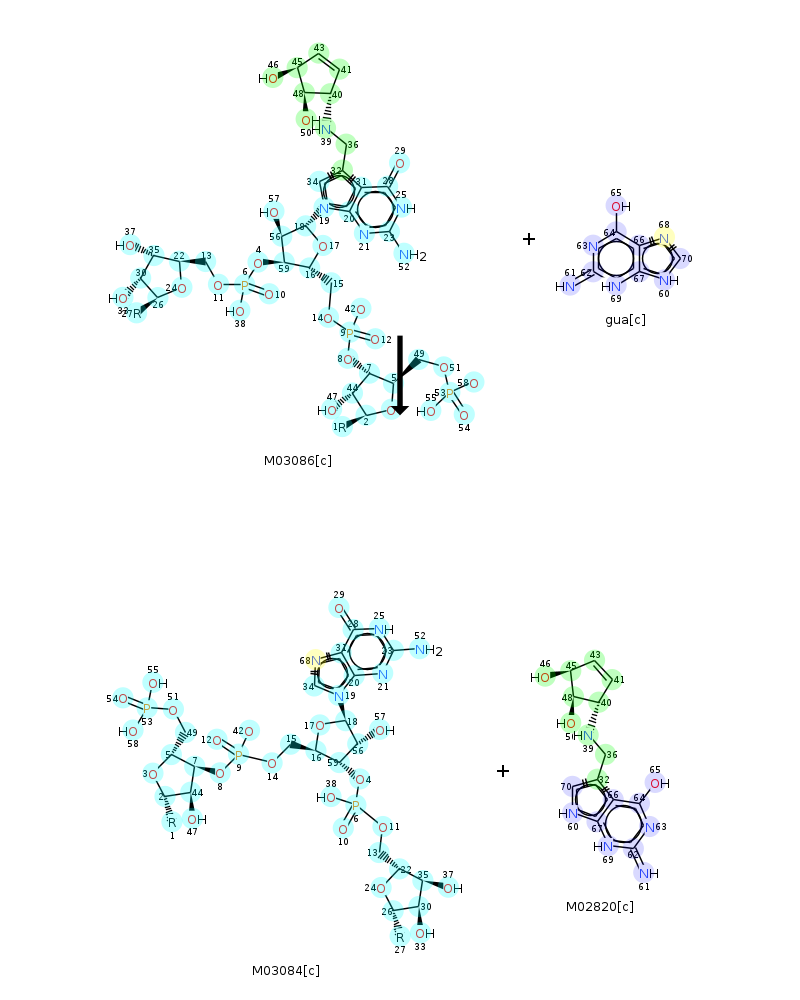 43
46 45 41
HO
48 40
OH
50 HN 39 36
29
O
32
34 31 28
25
NH
57
HO N 19 20 N 21 23
18
NH2
52
56
O 17
37
HO 35 22 13 4
O 59 16 15
6
P O 10
O 11
30 24 O
HO 33 26
27 R
HO
38
14 O 42 O
9 P O 12
8 O
7 5 49 O 51
44
47
HO
1 R 2 O
53 P O 58
55
HO
O
54
M03086[c]
+
65
OH
64
63 N 66 68 N
70
61 62 67
HN NH 60
NH
69
gua[c]
29
O
25
28 NH
52
NH2
68 N 31 23
N
34 20 21
N 19
55
OH
54 O P O 51
53
HO
58
49
17 O 18 57 OH
42
12 O O 15
56
5 7 P 16 59
9
3 O O
8
O
14
O 4
2 44
38
HO P 6
R
1
OH
47
O
10
O 11
13
22 35 37 OH
24 O
26 30
R
27
OH
33
M03084[c]
+
43
46 45 41
HO
48 40
HO
50 HN
39 36
65
OH
32
70 66 64
HN
60
67 N 63
HN
69
62
NH
61
M02820[c]